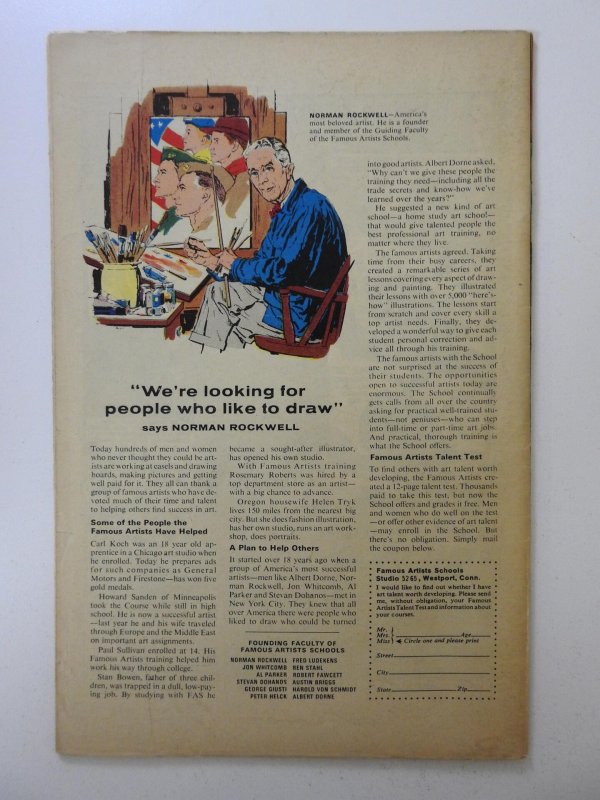 NORMAN ROCKWELL—America's
most beloved artist. He is a founder
and member of the Guiding Faculty
of the Famous Artists Schools.
"We're looking for
people who like to draw"
says NORMAN ROCKWELL
Today hundreds of men and women
who never thought they could be art-
ists are working at easels and drawing
boards, making pictures and getting
well paid for it. They all can thank a
group of famous artists who have de-
voted much of their time and talent
to helping others find success in art.
Some of the People the
Famous Artists Have Helped
Carl Koch was an 18 year old ap-
prentice in a Chicago art studio when
he enrolled. Today he prepares ads
for such companies as General
Motors and Firestone—has won five
gold medals.
Howard Sanden of Minneapolis
took the Course while still in high
school. He is now a successful artist
—last year he and his wife traveled
through Europe and the Middle East
on important art assignments.
Paul Sullivan enrolled at 14. His
Famous Artists training helped him
work his way through college.
Stan Bowen, father of three chil-
dren, was trapped in a dull, low-pay-
ing job. By studying with FAS he
became a sought-after illustrator,
has opened his own studio.
With Famous Artists training
Rosemary Roberts was hired by a
top department store as an artist—
with a big chance to advance.
Oregon housewife Helen Tryk
lives 150 miles from the nearest big
city. But she does fashion illustration,
has her own studio, runs an art work-
shop, does portraits.
A Plan to Help Others
It started over 18 years ago when a
group of America's most successful
artists—men like Albert Dorne, Nor-
man Rockwell, Jon Whitcomb, Al
Parker and Stevan Dohanos—met in
New York City. They knew that all
over America there were people who
liked to draw who could be turned
FOUNDING FACULTY OF
FAMOUS ARTISTS SCHOOLS
NORMAN ROCKWELL FRED LUDEKENS
JON WHITCOMB BEN STAHL
AL PARKER ROBERT FAWCETT
STEVAN DOHANOS AUSTIN BRIGGS
GEORGE GIUSTI HAROLD VON SCHMIDT
PETER HELCK ALBERT DORNE
into good artists. Albert Dorne asked,
"Why can't we give these people the
training they need—including all the
trade secrets and know-how we've
learned over the years?"
He suggested a new kind of art
school—a home study art school—
that would give talented people the
best professional art training, no
matter where they live.
The famous artists agreed. Taking
time from their busy careers, they
created a remarkable series of art
lessons covering every aspect of draw-
ing and painting. They illustrated
their lessons with over 5,000 "here's-
how" illustrations. The lessons start
from scratch and cover every skill a
top artist needs. Finally, they de-
veloped a wonderful way to give each
student personal correction and ad-
vice all through his training.
The famous artists with the School
are not surprised at the success of
their students. The opportunities
open to successful artists today are
enormous. The School continually
gets calls from all over the country
asking for practical well-trained stu-
dents—not geniuses—who can step
into full-time or part-time art jobs.
And practical, thorough training is
what the School offers.
Famous Artists Talent Test
To find others with art talent worth
developing, the Famous Artists cre-
ated a 12-page talent test. Thousands
paid to take this test, but now the
School offers and grades it free. Men
and women who do well on the test
—or offer other evidence of art talent
—may enroll in the School. But
there's no obligation. Simply mail
the coupon below.
Famous Artists Schools
Studio 5265, Westport, Conn.
I would like to find out whether I have
art talent worth developing. Please send
me, without obligation, your Famous
Artists Talent Test and information about
your courses.
Mr.
Mrs. Age
Miss Circle one and please print
Street
City
State Zip